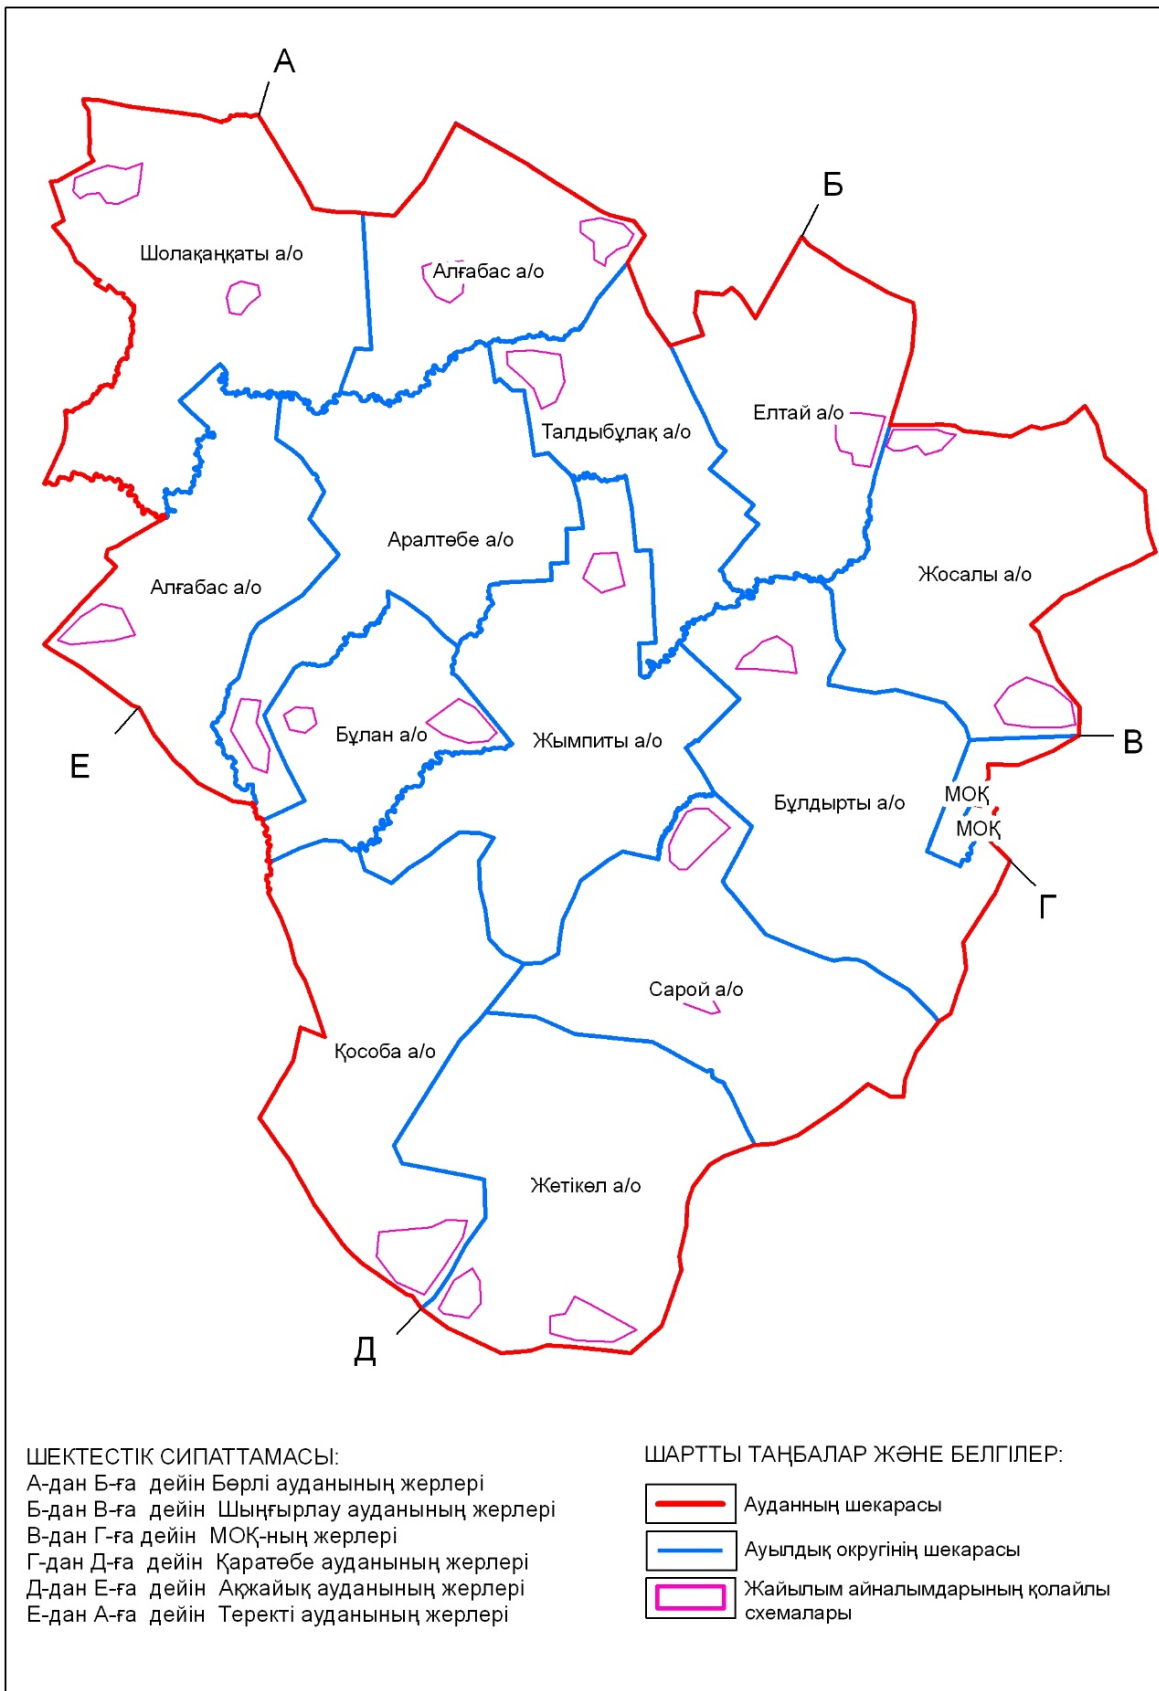 А
Б
Шолақаңқаты а/о
Алғабас а/о
Елтай а/о
Талдыбұлақ а/о
Аралтөбе а/о
Жосалы а/о
Алғабас а/о
Бұлан а/о
Жымпиты а/о
В
Е
МОҚ
Бұлдырты а/о
МОҚ
Г
Сарой а/о
Қособа а/о
Жетікөл а/о
Д
ШЕКТЕСТІК СИПАТТАМАСЫ:
А-дан Б-ға дейін Бөрлі ауданының жерлері
Б-дан В-ға дейін Шыңғырлау ауданының жерлері
В-дан Г-ға дейін МОҚ-ның жерлері
Г-дан Д-ға дейін Қаратөбе ауданының жерлері
Д-дан Е-ға дейін Ақжайық ауданының жерлері
Е-дан А-ға дейін Теректі ауданының жерлері
ШАРТТЫ ТАҢБАЛАР ЖӘНЕ БЕЛГІЛЕР:
Ауданның шекарасы
Ауылдық округінің шекарасы
Жайылым айналымдарының қолайлы
схемалары